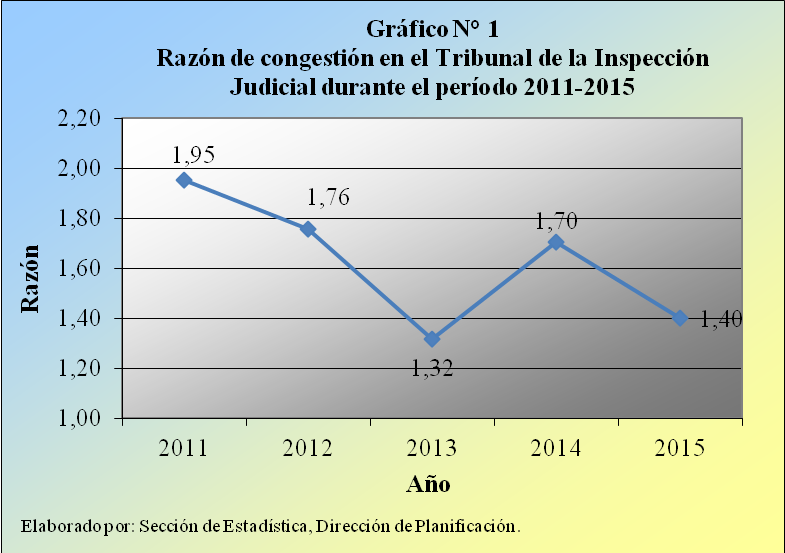 Gráfico N° 1
Razón de congestión en el Tribunal de la Inspección
Judicial durante el período 2011-2015
2,20
2,00
1,80
1,60
1,40
1,20
1,00
Razón
1,95
1,76
1,32
1,70
1,40
2011 2012 2013 2014 2015
Año
Elaborado por: Sección de Estadística, Dirección de Planificación.